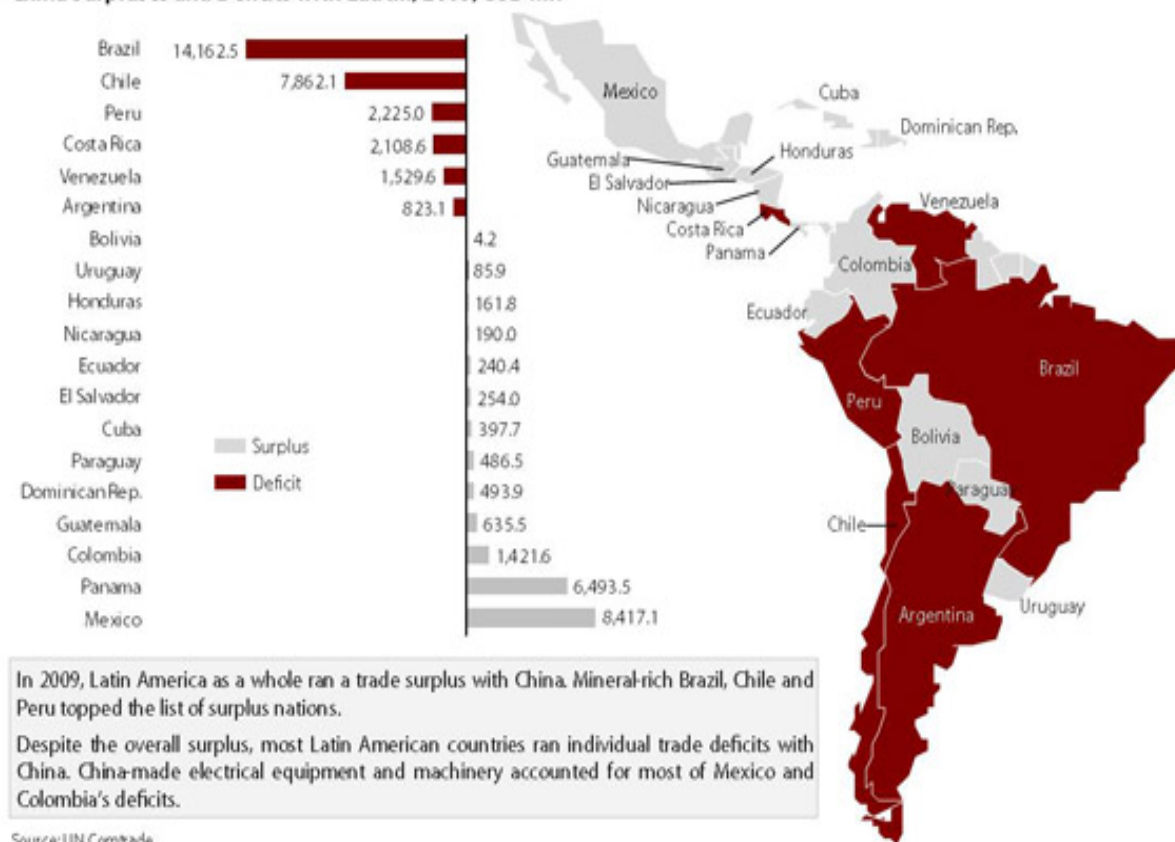 Brazil 14,162.5
Chile 7,862.1
Peru 2,225.0
Costa Rica 2,108.6
Venezuela 1,529.6
Argentina 823.1
Bolivia 4.2
Uruguay 85.9
Honduras 161.8
Nicaragua 190.0
Ecuador 240.4
El Salvador 254.0
Cuba 397.7
Paraguay 486.5
Dominican Rep. 493.9
Guatemala 635.5
Colombia 1,421.6
Panama 6,493.5
Mexico 8,417.1
Surplus
Deficit
Mexico
Cuba
Dominican Rep.
Guatemala
Honduras
El Salvador
Nicaragua
Costa Rica
Panama
Venezuela
Colombia
Ecuador
Brazil
Peru
Bolivia
Paraguay
Chile
Uruguay
Argentina
In 2009, Latin America as a whole ran a trade surplus with China. Mineral-rich Brazil, Chile and
Peru topped the list of surplus nations.
Despite the overall surplus, most Latin American countries ran individual trade deficits with
China. China-made electrical equipment and machinery accounted for most of Mexico and
Colombia's deficits.
Source: UN Comtrade